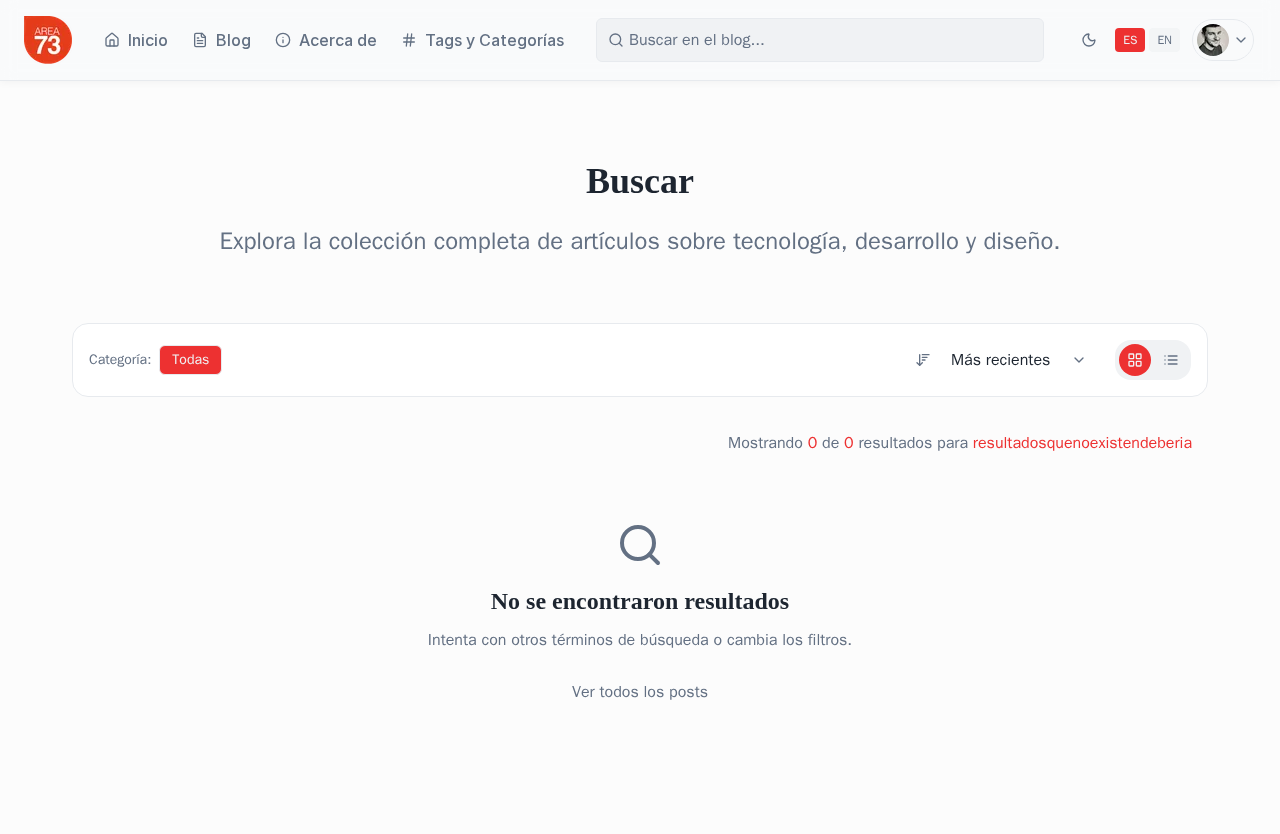 AREA
73
Inicio
Blog
Acerca de
Tags y Categorías
Buscar en el blog...
ES
EN
Buscar
Explora la colección completa de artículos sobre tecnología, desarrollo y diseño.
Categoría:
Todas
Más recientes
Mostrando 0 de 0 resultados para resultadosquenoexistendeberia
No se encontraron resultados
Intenta con otros términos de búsqueda o cambia los filtros.
Ver todos los posts